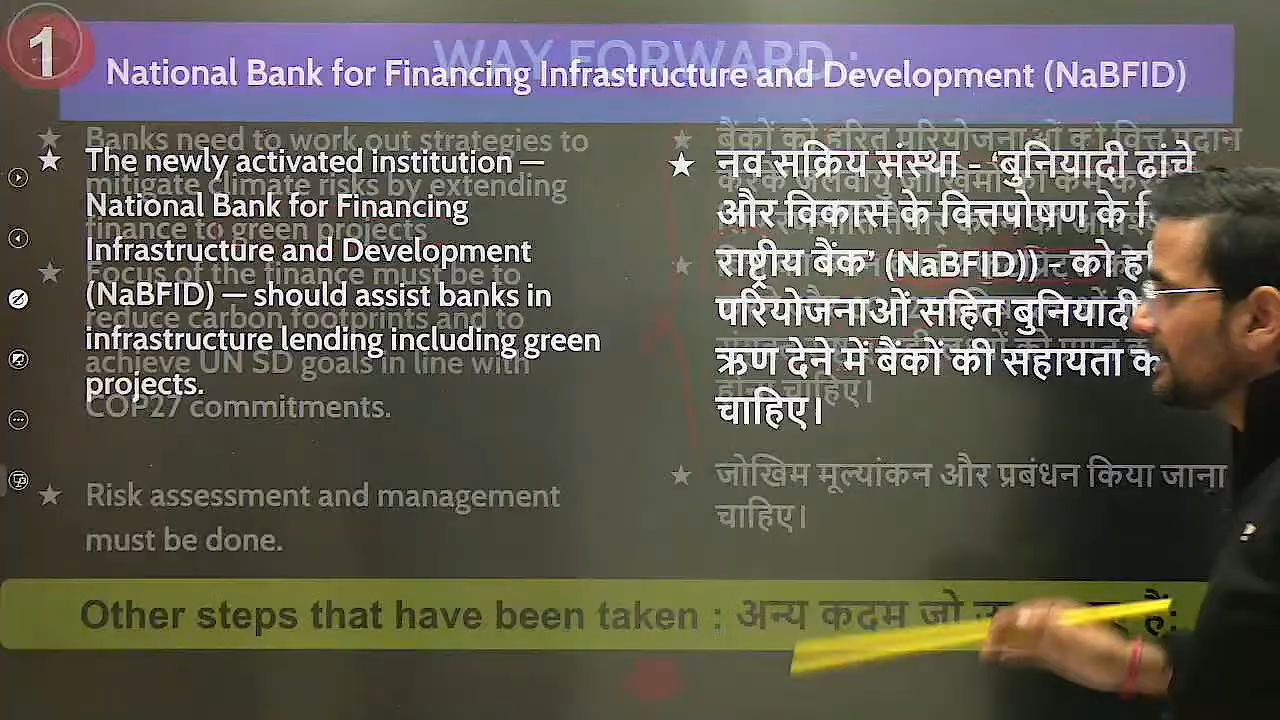 1
WAY FORWARD :
National Bank for Financing Infrastructure and Development (NaBFID)
★ The newly activated institution —
National Bank for Financing
Infrastructure and Development
(NaBFID) — should assist banks in
infrastructure lending including green
projects.
★ नव सक्रिय संस्था - 'बुनियादी ढांचे
और विकास के वित्तपोषण के
राष्ट्रीय बैंक' (NaBFID))
को
परियोजनाओं सहित बुनियादी
ऋण देने में बैंकों की सहायता
चाहिए।
★ Banks need to work out strategies to
mitigate climate risks by extending
finance to green projects
★ Focus of the finance must be to
reduce carbon footprints and to
achieve UN SD goals in line with
COP27 commitments.
★ Risk assessment and management
must be done.
★ बैंकों को हरित परियोजनाओं को वित्त प्रदान
होना चाहिए।
★ जोखिम मूल्यांकन और प्रबंधन किया जाना
चाहिए।
Other steps that have been taken : अन्य कदम जो